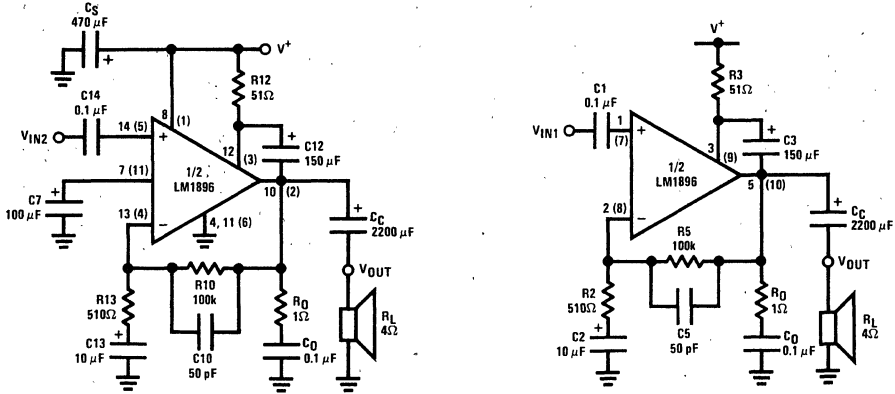 CS
470 µF
+
V+
R12
51Ω
C14
0.1 µF
8
(1)
VIN2
14 (5)
+
12
(3)
+
C12
150 µF
7 (11)
1/2
LM1896
10
(2)
C7
100 µF
+
13 (4)
−
4, 11 (6)
+
CC
2200 µF
R10
100k
VOUT
R13
510Ω
+
C13
10 µF
C10
50 pF
RO
1Ω
CO
0.1 µF
RL
4Ω
V+
R3
51Ω
C1
0.1 µF
VIN1
1
(7)
+
3
(9)
+
C3
150 µF
1/2
LM1896
5
(10)
2 (8)
−
+
CC
2200 µF
R5
100k
VOUT
R2
510Ω
+
C2
10 µF
C5
50 pF
RO
1Ω
CO
0.1 µF
RL
4Ω